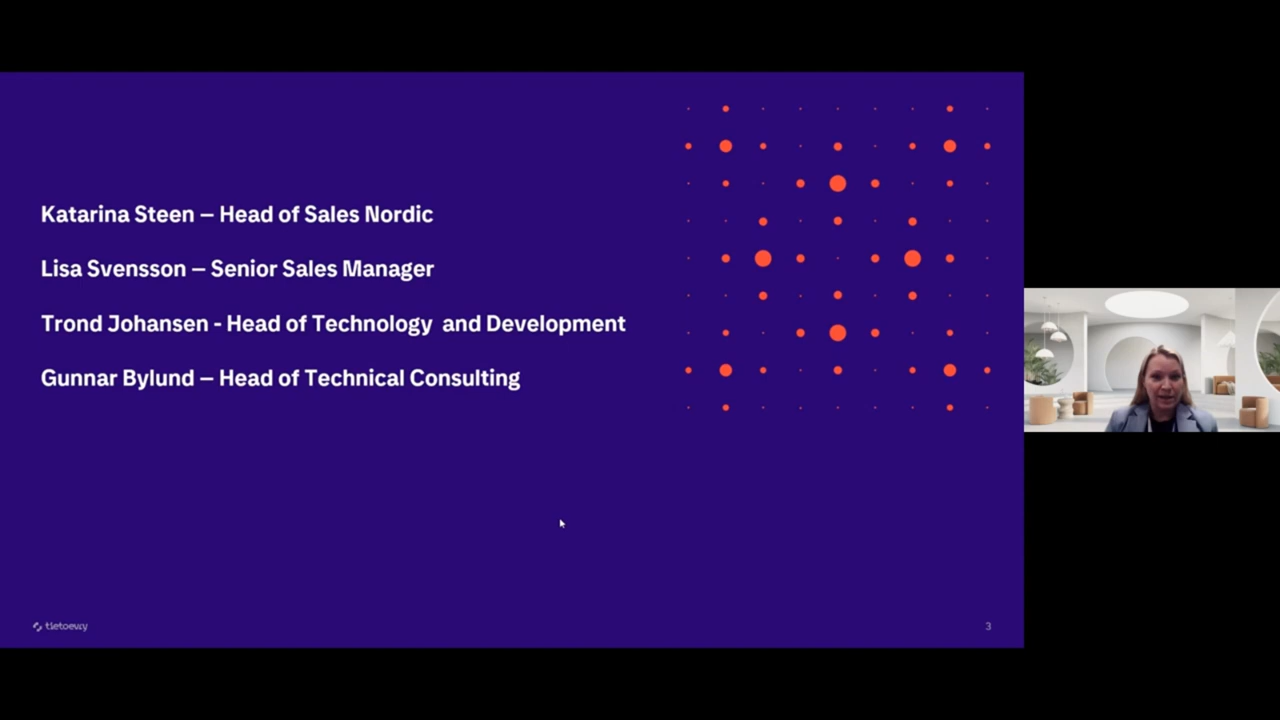 Katarina Steen – Head of Sales Nordic
Lisa Svensson – Senior Sales Manager
Trond Johansen - Head of Technology  and Development
Gunnar Bylund – Head of Technical Consulting
tietoevry
3